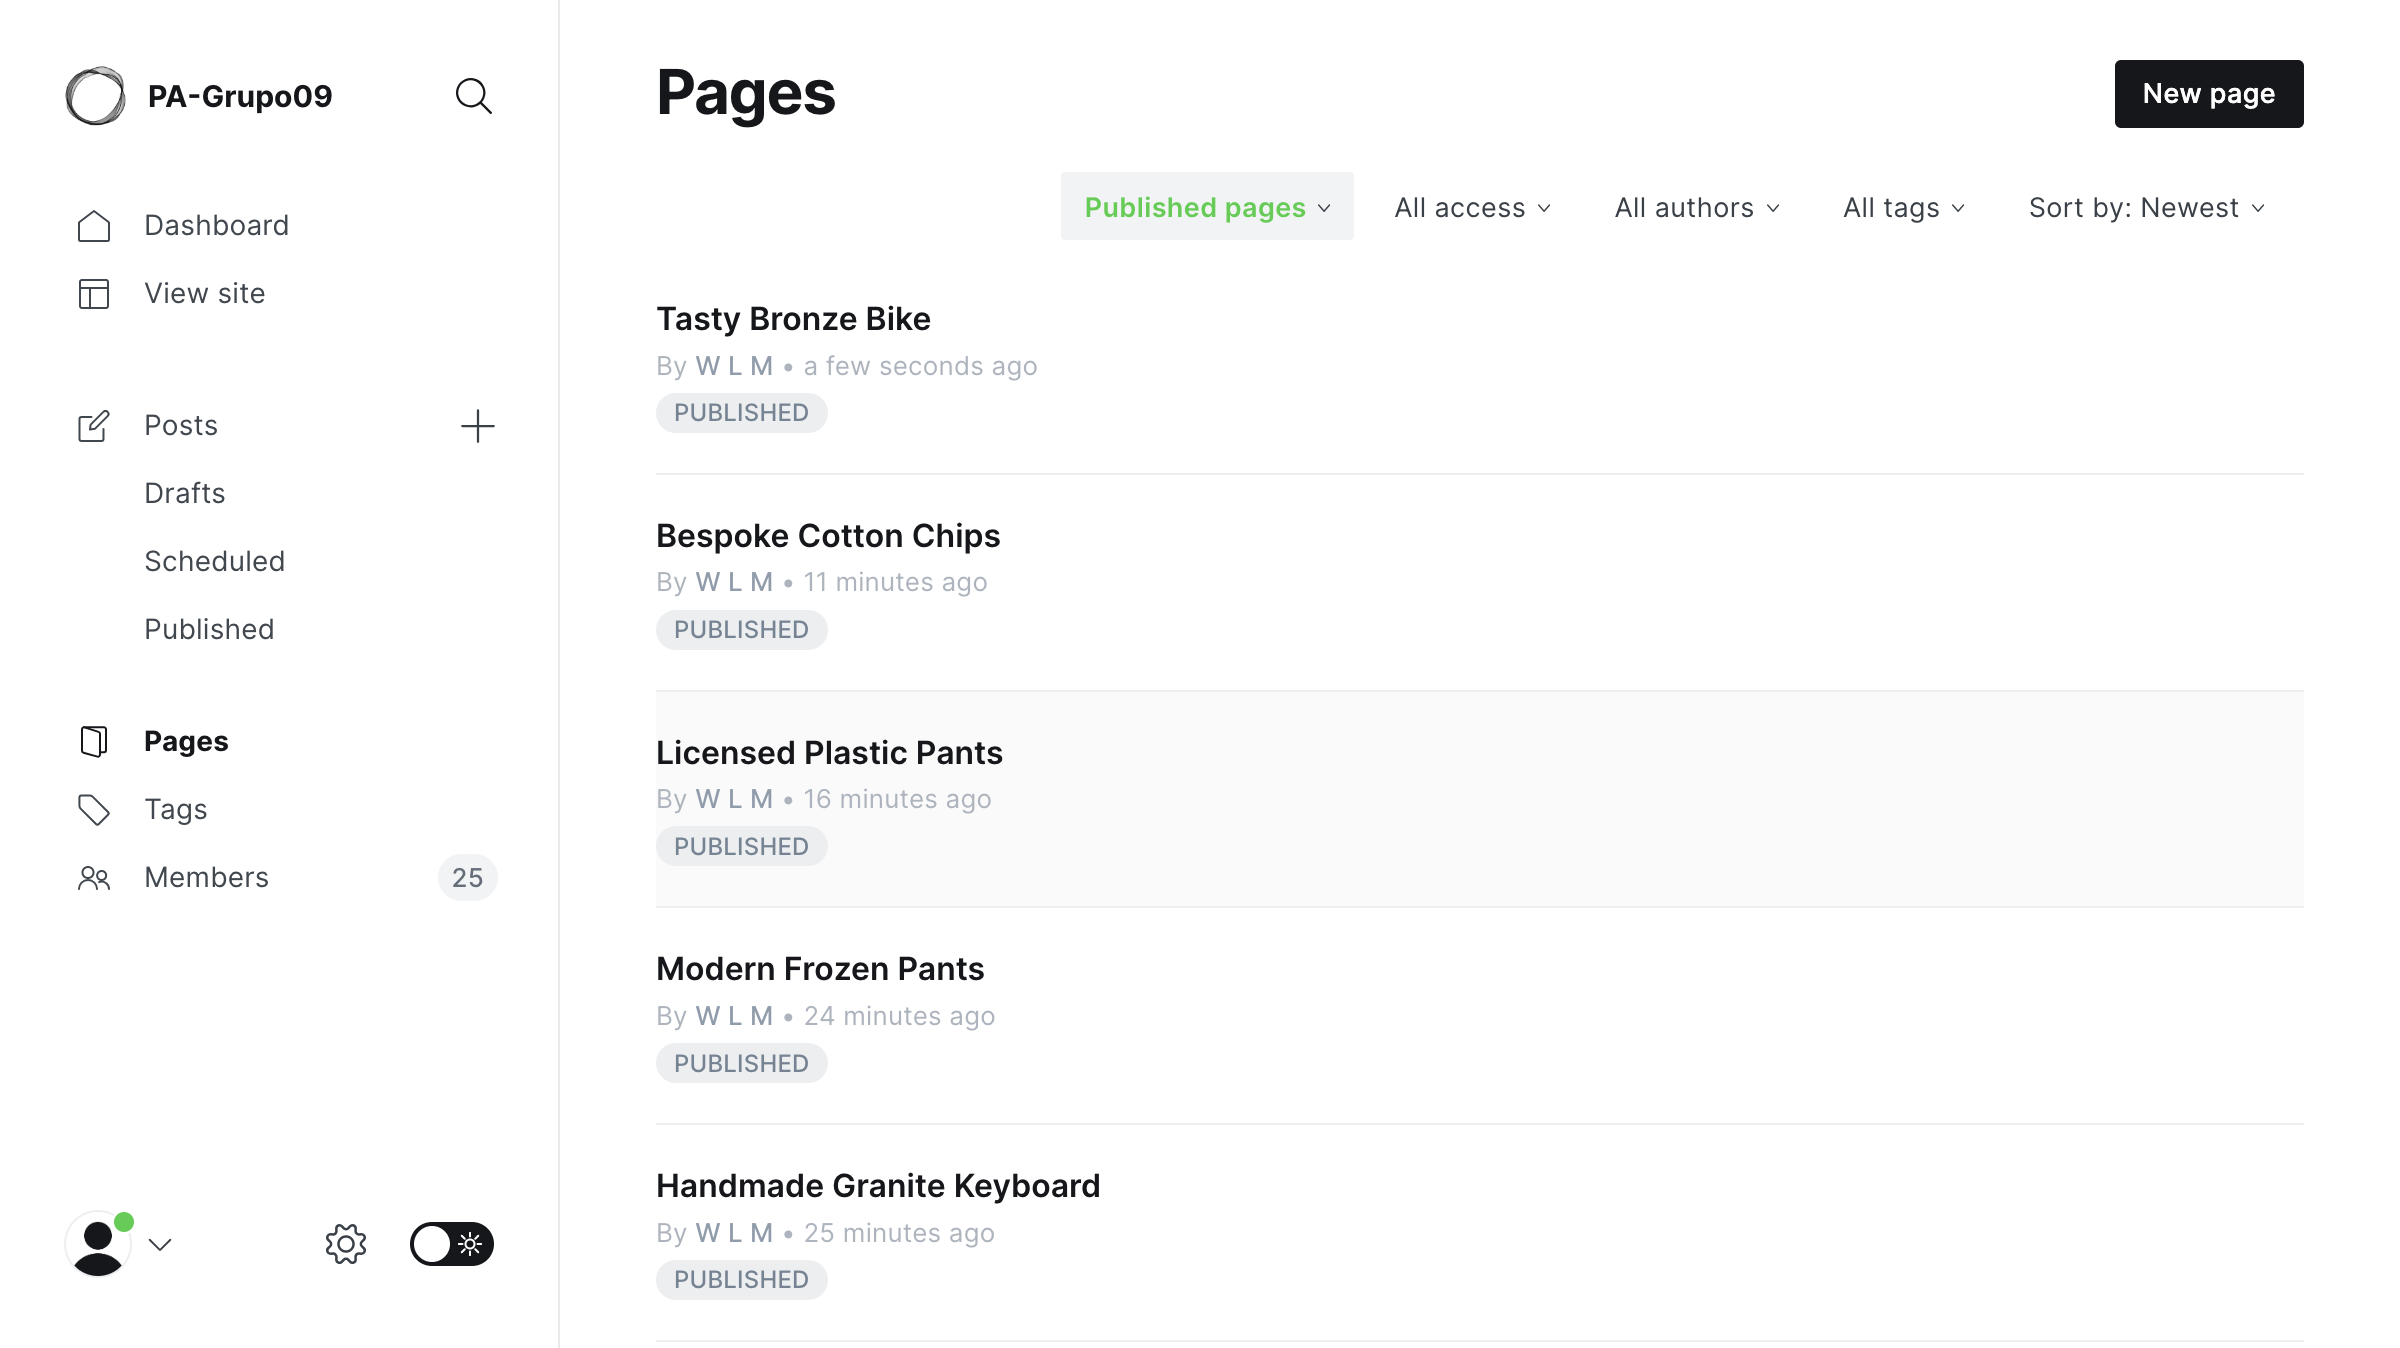 PA-Grupo09
Dashboard
View site
Posts
Drafts
Scheduled
Published
Pages
Tags
Members
25
Pages
New page
Published pages
All access
All authors
All tags
Sort by: Newest
Tasty Bronze Bike
By W L M • a few seconds ago
PUBLISHED
Bespoke Cotton Chips
By W L M • 11 minutes ago
PUBLISHED
Licensed Plastic Pants
By W L M • 16 minutes ago
PUBLISHED
Modern Frozen Pants
By W L M • 24 minutes ago
PUBLISHED
Handmade Granite Keyboard
By W L M • 25 minutes ago
PUBLISHED